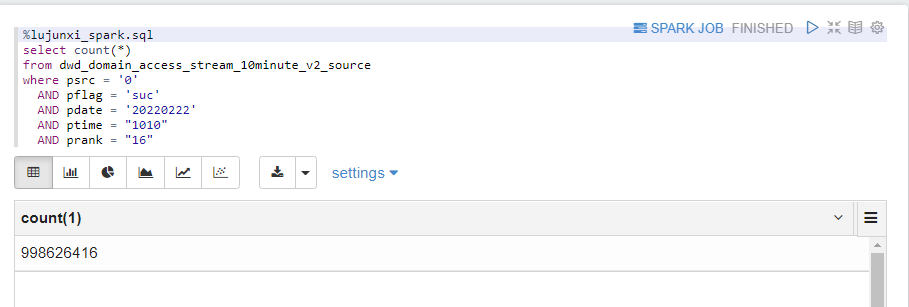 %lujunxi_spark.sql
SPARK JOB FINISHED
select count(*)
from dwd_domain_access_stream_10minute_v2_source
where psrc = '0'
AND pflag = 'suc'
AND pdate = '20220222'
AND ptime = "1010"
AND prank = "16"
settings
count(1)
998626416